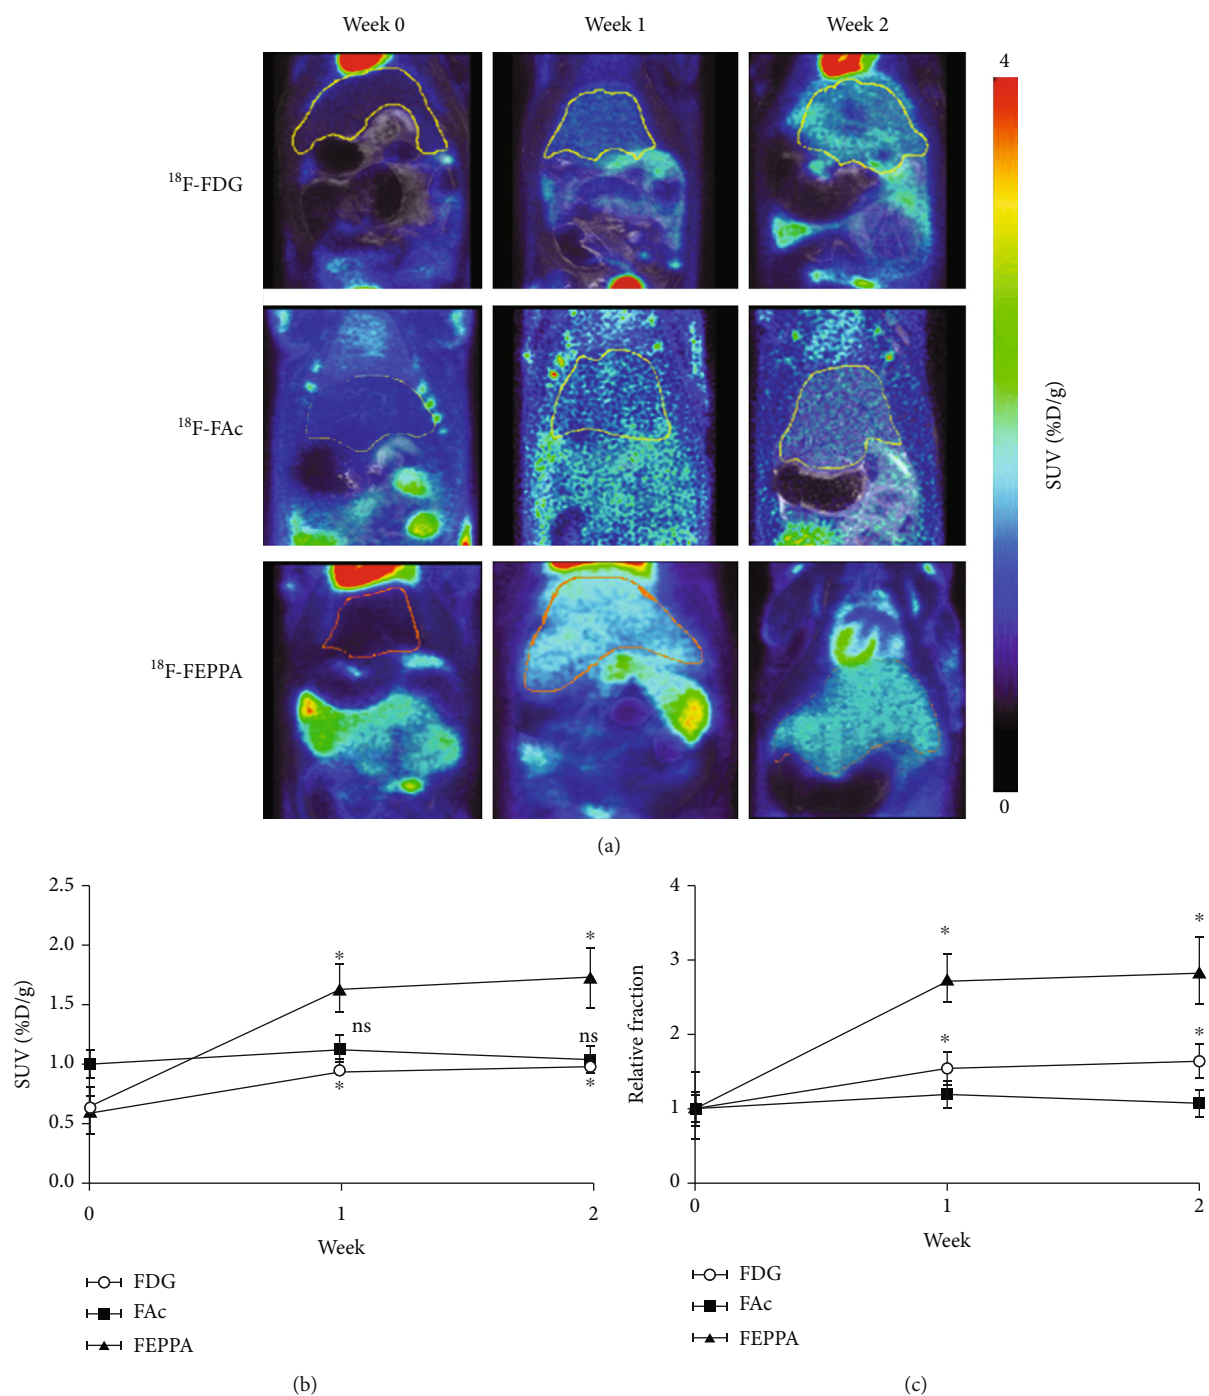 Week 0 Week 1 Week 2
4
¹⁸F-FDG
¹⁸F-FAc
SUV (%D/g)
¹⁸F-FEPPA
0
(a)
2.5
2.0
1.5
1.0
0.5
0.0
SUV (%D/g)
* *
ns ns
* *
0 1 2
Week
FDG
FAc
FEPPA
(b)
4
3
2
1
0
Relative fraction
* *
* *
0 1 2
Week
FDG
FAc
FEPPA
(c)